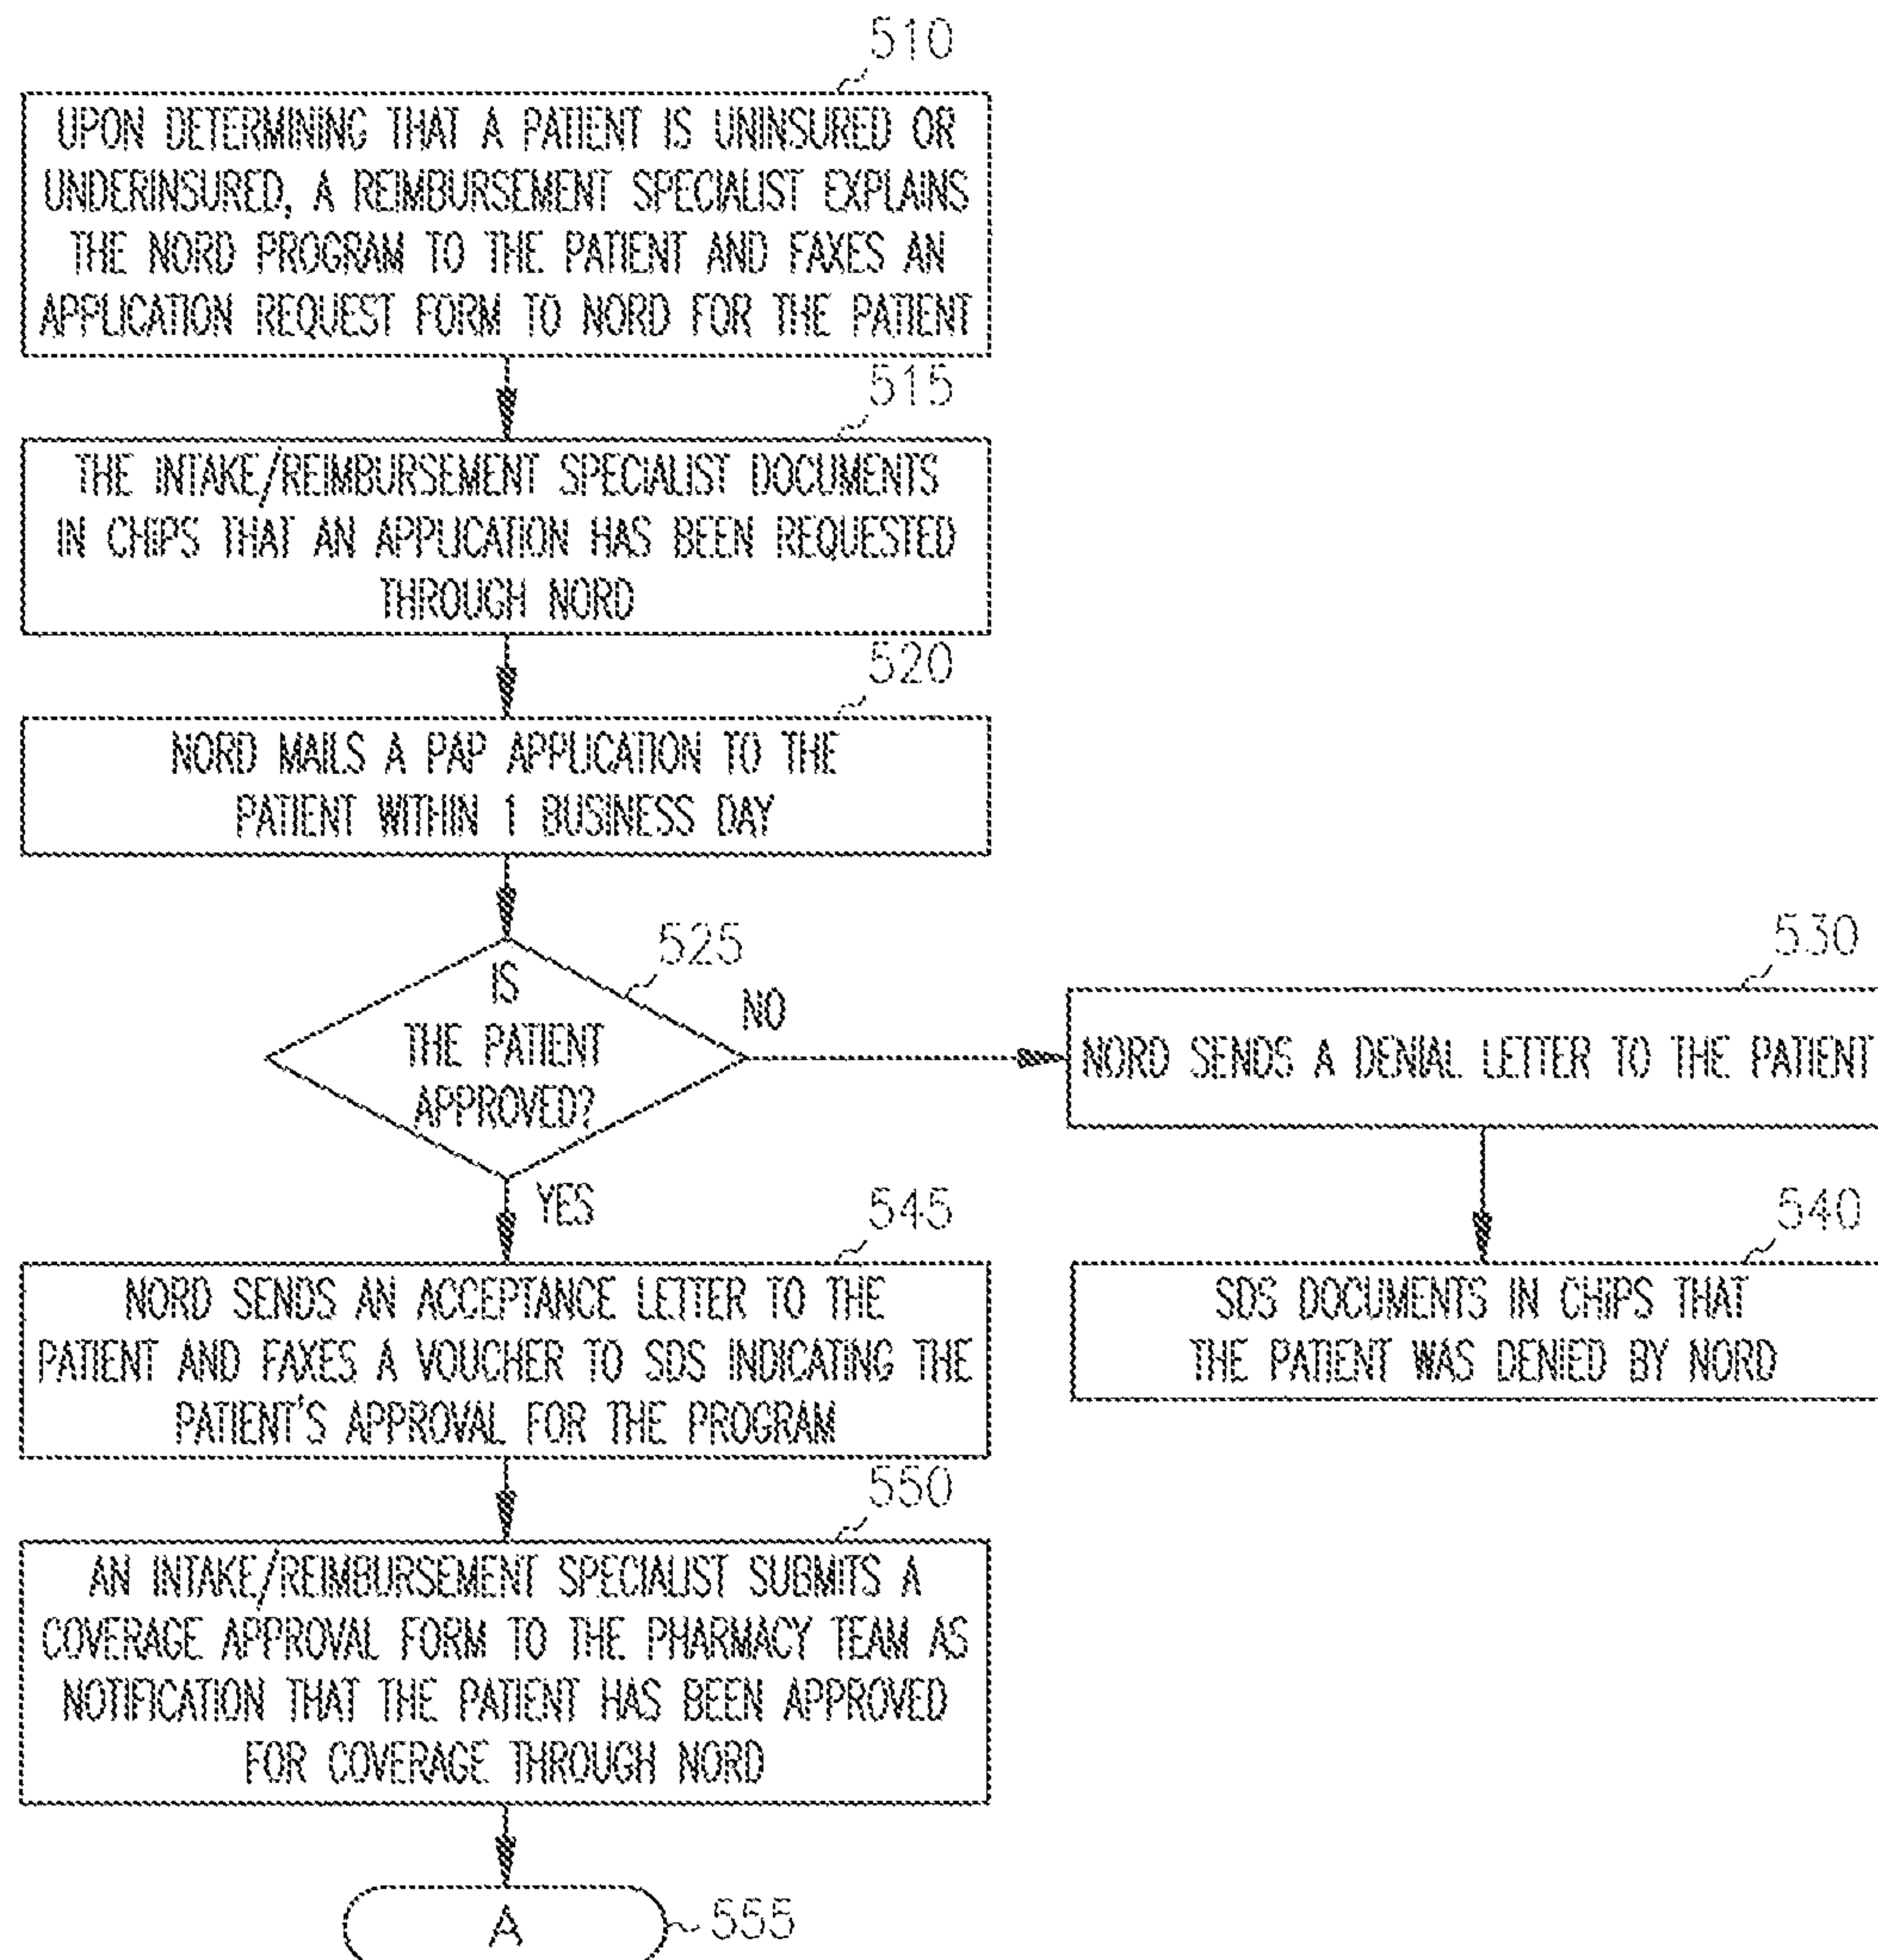 510
UPON DETERMINING THAT A PATIENT IS UNINSURED OR
UNDERINSURED, A REIMBURSEMENT SPECIALIST EXPLAINS
THE NORD PROGRAM TO THE PATIENT AND FAXES AN
APPLICATION REQUEST FORM TO NORD FOR THE PATIENT
515
THE INTAKE/REIMBURSEMENT SPECIALIST DOCUMENTS
IN CHIPS THAT AN APPLICATION HAS BEEN REQUESTED
THROUGH NORD
520
NORD MAILS A PAP APPLICATION TO THE
PATIENT WITHIN 1 BUSINESS DAY
525
IS
THE PATIENT
APPROVED?
NO
530
NORD SENDS A DENIAL LETTER TO THE PATIENT
540
SDS DOCUMENTS IN CHIPS THAT
THE PATIENT WAS DENIED BY NORD
YES
545
NORD SENDS AN ACCEPTANCE LETTER TO THE
PATIENT AND FAXES A VOUCHER TO SDS INDICATING THE
PATIENT'S APPROVAL FOR THE PROGRAM
550
AN INTAKE/REIMBURSEMENT SPECIALIST SUBMITS A
COVERAGE APPROVAL FORM TO THE PHARMACY TEAM AS
NOTIFICATION THAT THE PATIENT HAS BEEN APPROVED
FOR COVERAGE THROUGH NORD
A
555